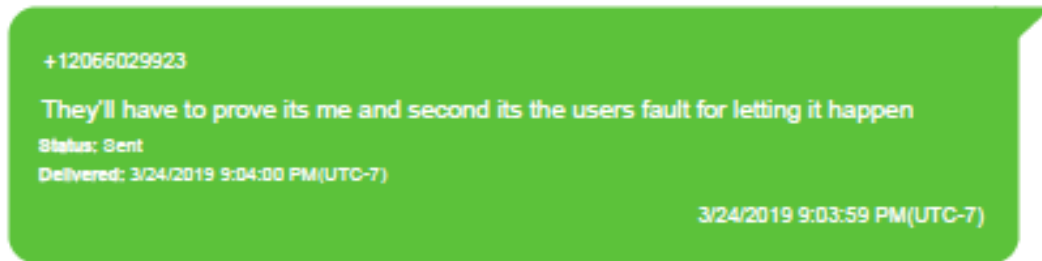 +12066029923
They'll have to prove its me and second its the users fault for letting it happen
Status: Sent
Delivered: 3/24/2019 9:04:00 PM(UTC-7)
3/24/2019 9:03:59 PM(UTC-7)